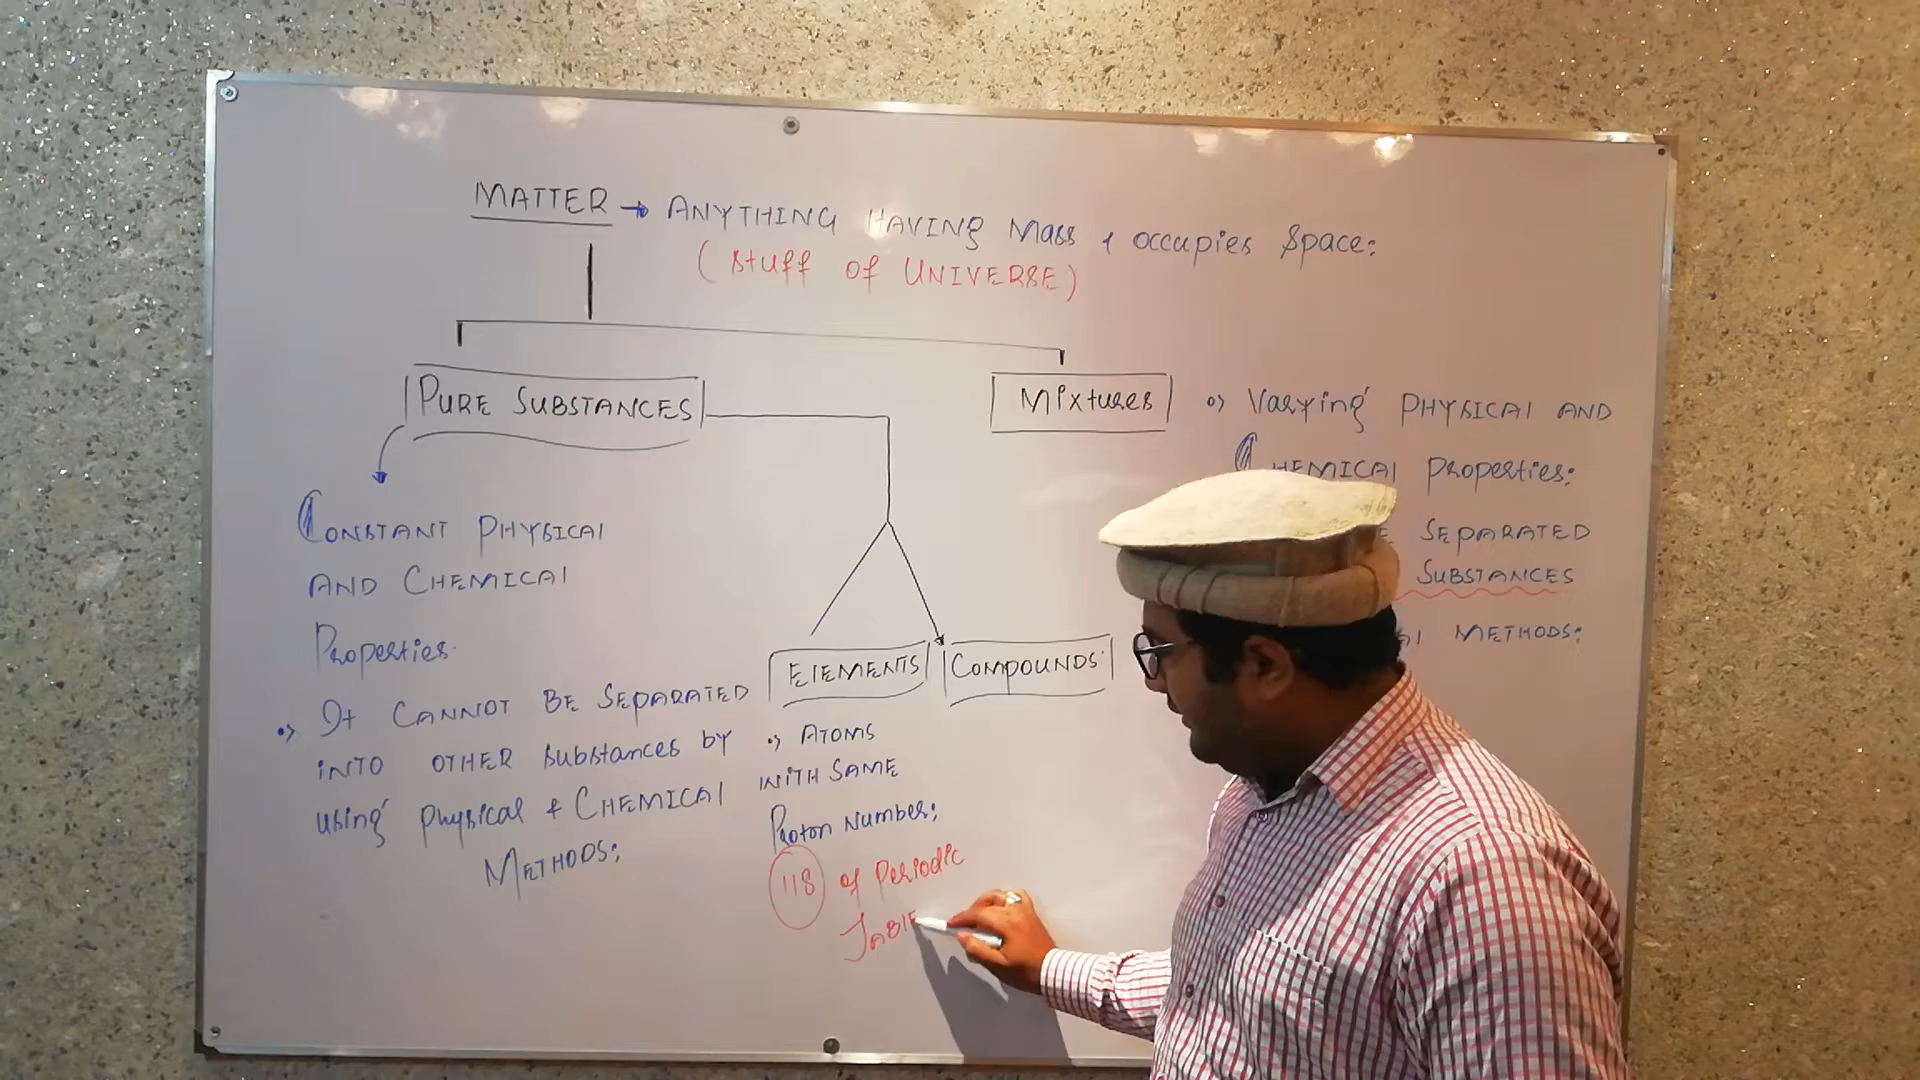 MATTER → ANYTHING HAVING MASS & OCCUPIES SPACE:
(STUFF OF UNIVERSE)
PURE SUBSTANCES
MIXTURES
•> VARYING PHYSICAL AND
CHEMICAL PROPERTIES:
SEPARATED
SUBSTANCES
METHODS:
CONSTANT PHYSICAL
AND CHEMICAL
PROPERTIES.
•> IT CANNOT BE SEPARATED
INTO OTHER SUBSTANCES BY
USING PHYSICAL & CHEMICAL
METHODS:
ELEMENTS
COMPOUNDS.
•> ATOMS
WITH SAME
PROTON NUMBER:
118 OF PERIODIC
TABLE